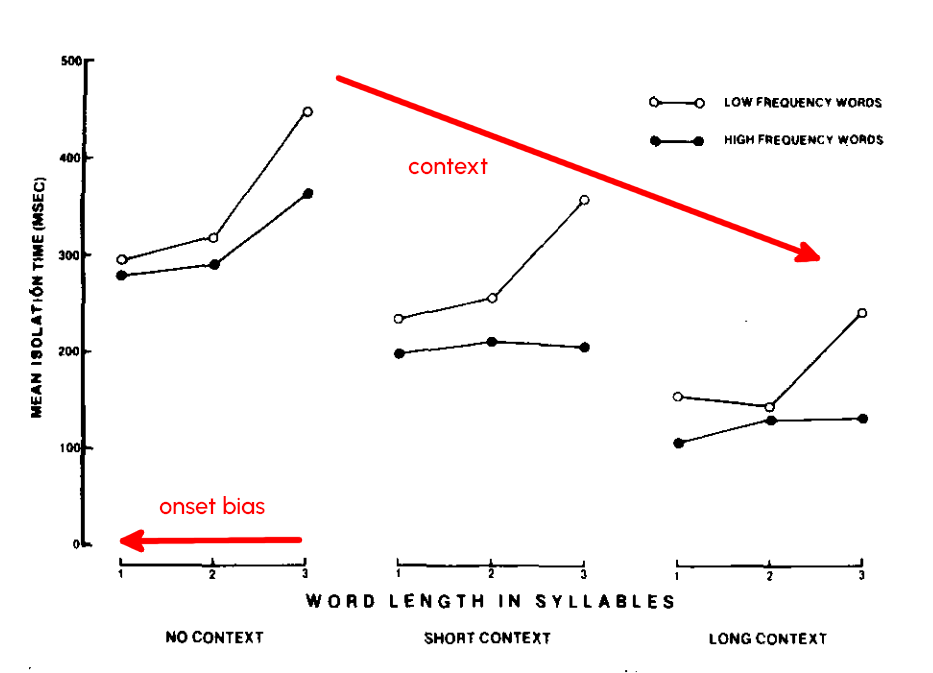 500
LOW FREQUENCY WORDS
HIGH FREQUENCY WORDS
400
context
MEAN ISOLATION TIME (MSEC)
300
200
100
onset bias
0
1 2 3 1 2 3 1 2 3
WORD LENGTH IN SYLLABLES
NO CONTEXT SHORT CONTEXT LONG CONTEXT